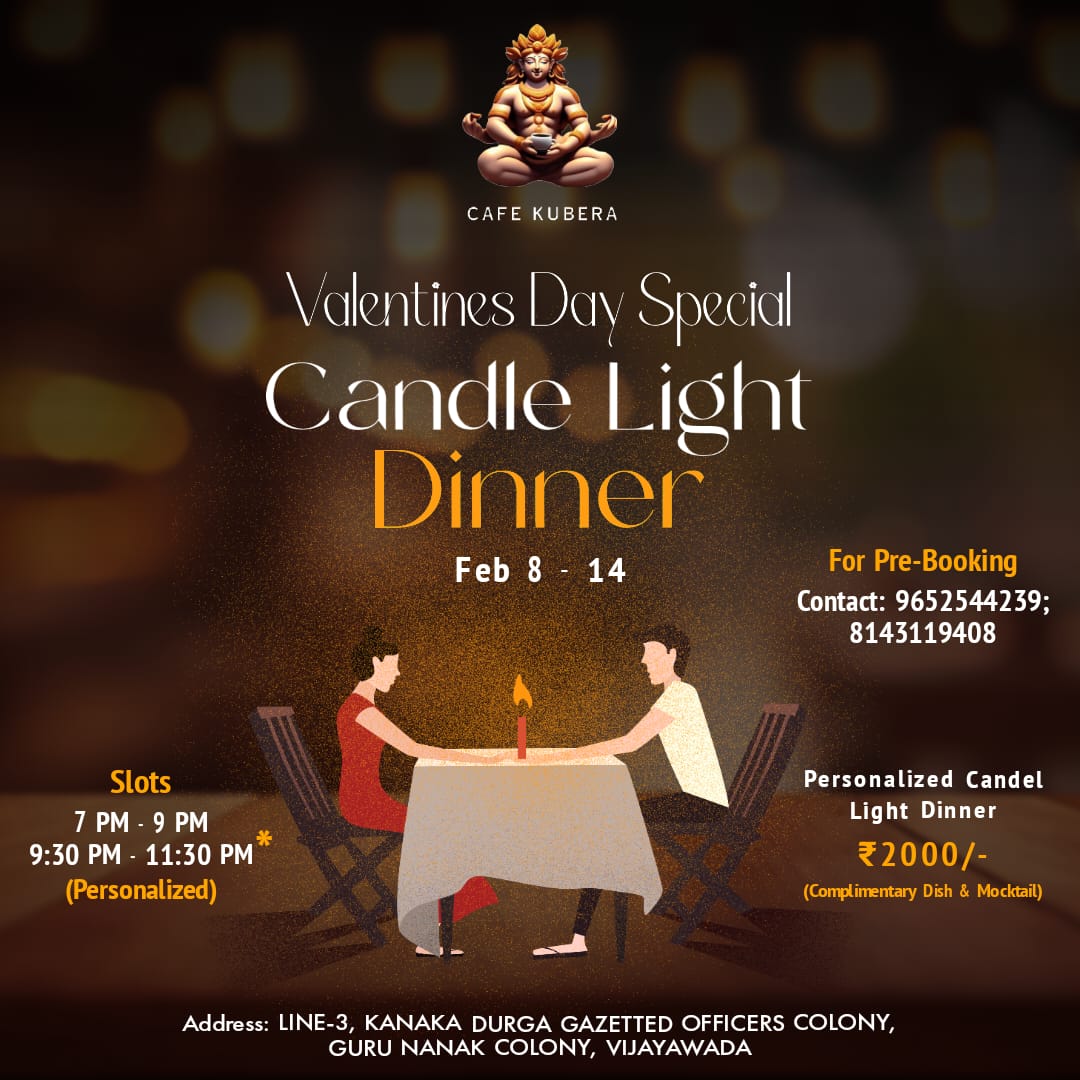 CAFE KUBERA
Valentines Day Special
Candle Light
Dinner
Feb 8 - 14
For Pre-Booking
Contact: 9652544239;
8143119408
Slots
7 PM - 9 PM
9:30 PM - 11:30 PM*
(Personalized)
Personalized Candel
Light Dinner
₹2000/-
(Complimentary Dish & Mocktail)
Address: LINE-3, KANAKA DURGA GAZETTED OFFICERS COLONY,
GURU NANAK COLONY, VIJAYAWADA